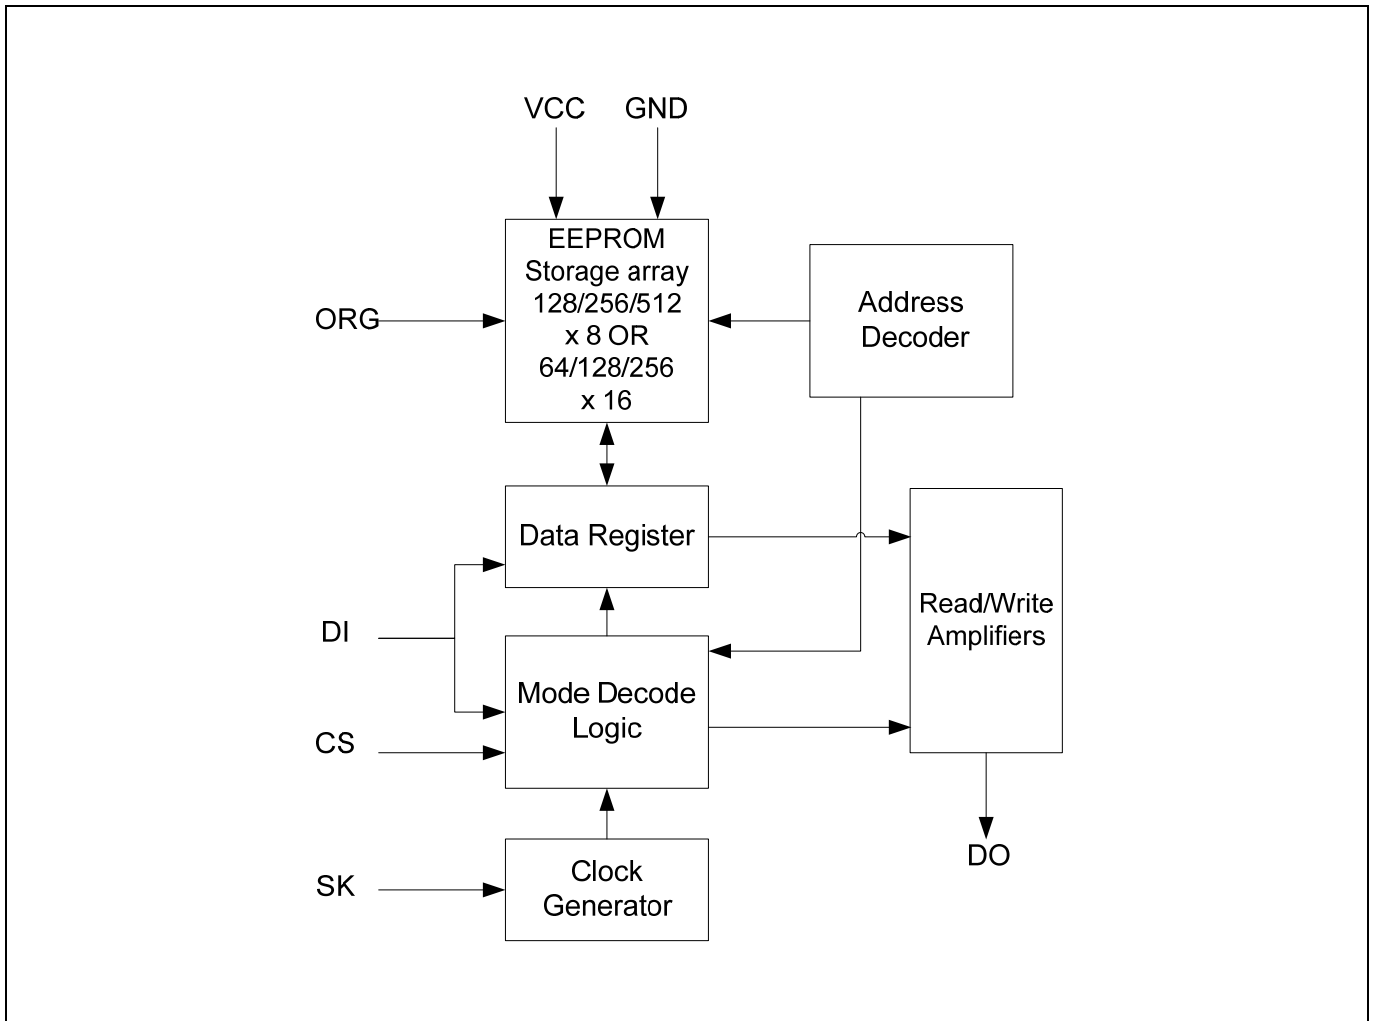 VCC GND
EEPROM
Storage array
128/256/512
x 8 OR
64/128/256
x 16
ORG
Address
Decoder
Data Register
Read/Write
Amplifiers
DI
Mode Decode
Logic
CS
DO
Clock
Generator
SK